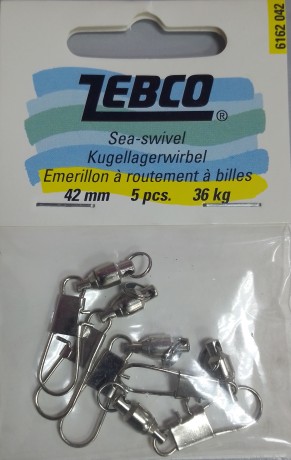 6162 042
ZEBCO ®
Sea-swivel
Kugellagerwirbel
Emerillon à routement à billes
42 mm 5 pcs. 36 kg